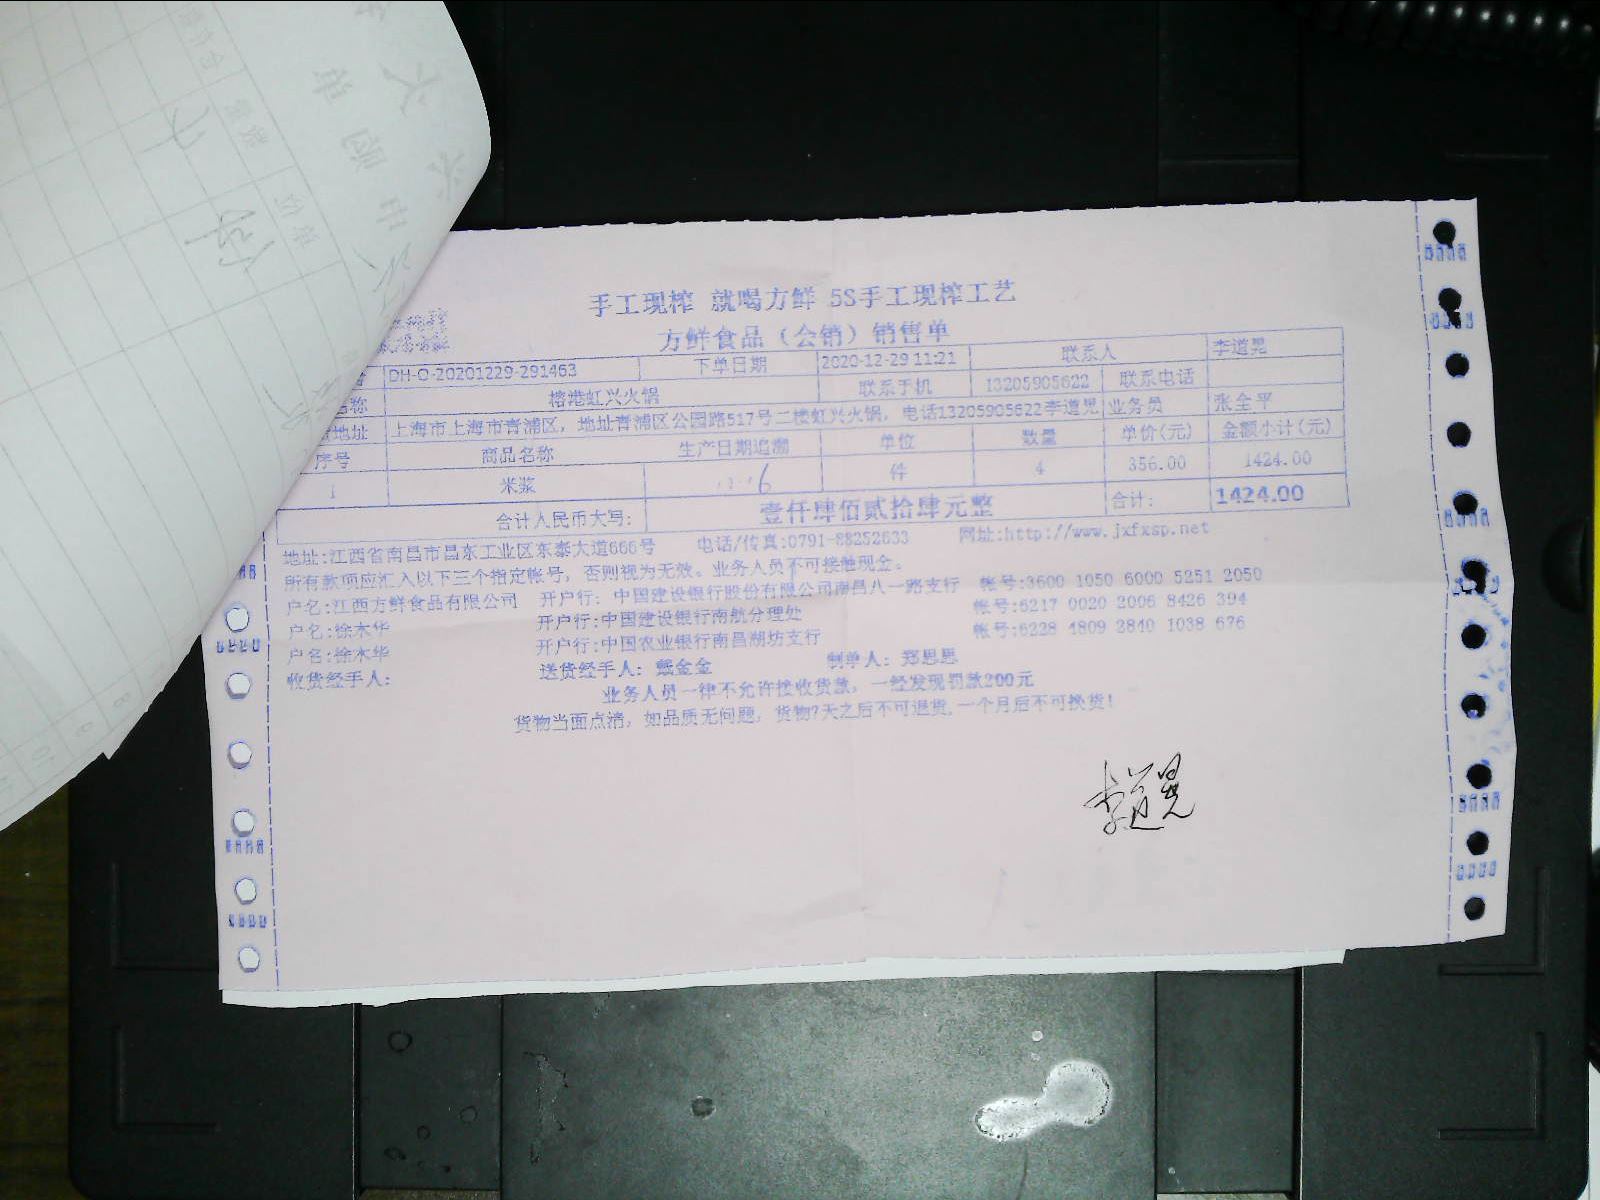 手工现榨 就喝方鲜 5S手工现榨工艺
方鲜食品（会销）销售单
DH-O-20201229-291463 下单日期 2020-12-29 11:21 联系人 李道晃
名称 榕港虹兴火锅 联系手机 13205905622 联系电话
地址 上海市上海市青浦区，地址青浦区公园路517号二楼虹兴火锅，电话13205905622李道晃 业务员 张全平
序号 商品名称 生产日期追溯 单位 数量 单价(元) 金额小计(元)
1 米浆 件 4 356.00 1424.00
合计人民币大写: 壹仟肆佰贰拾肆元整 合计: 1424.00
地址:江西省南昌市昌东工业区东泰大道666号 电话/传真:0791-88252633 网址:http://www.jxfxsp.net
所有款项应汇入以下三个指定帐号，否则视为无效。业务人员不可接触现金。
户名:江西方鲜食品有限公司 开户行: 中国建设银行股份有限公司南昌八一路支行 帐号:3600 1050 6000 5251 2050
户名:徐木华 开户行:中国建设银行南航分理处 帐号:6217 0020 2006 8426 394
户名:徐木华 开户行:中国农业银行南昌湖坊支行 帐号:6228 4809 2840 1038 676
收货经手人: 送货经手人: 戴金金 制单人: 郑思思
业务人员一律不允许接收货款，一经发现罚款200元
货物当面点清，如品质无问题，货物7天之后不可退货,一个月后不可换货!
李道晃